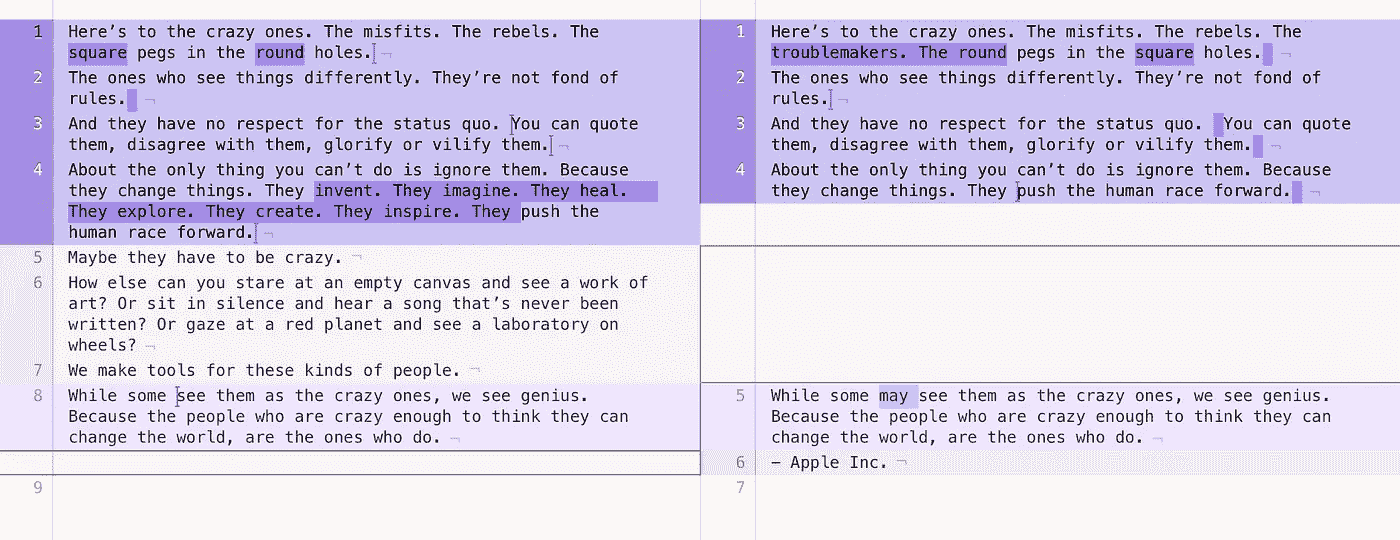 1 Here’s to the crazy ones. The misfits. The rebels. The
square pegs in the round holes. ¬
2 The ones who see things differently. They’re not fond of
rules. ¬
3 And they have no respect for the status quo. You can quote
them, disagree with them, glorify or vilify them. ¬
4 About the only thing you can’t do is ignore them. Because
they change things. They invent. They imagine. They heal.
They explore. They create. They inspire. They push the
human race forward. ¬
5 Maybe they have to be crazy. ¬
6 How else can you stare at an empty canvas and see a work of
art? Or sit in silence and hear a song that’s never been
written? Or gaze at a red planet and see a laboratory on
wheels? ¬
7 We make tools for these kinds of people. ¬
8 While some see them as the crazy ones, we see genius.
Because the people who are crazy enough to think they can
change the world, are the ones who do. ¬
9
1 Here’s to the crazy ones. The misfits. The rebels. The
troublemakers. The round pegs in the square holes. ¬
2 The ones who see things differently. They’re not fond of
rules. ¬
3 And they have no respect for the status quo. You can quote
them, disagree with them, glorify or vilify them. ¬
4 About the only thing you can’t do is ignore them. Because
they change things. They push the human race forward. ¬
5 While some may see them as the crazy ones, we see genius.
Because the people who are crazy enough to think they can
change the world, are the ones who do. ¬
6 — Apple Inc. ¬
7